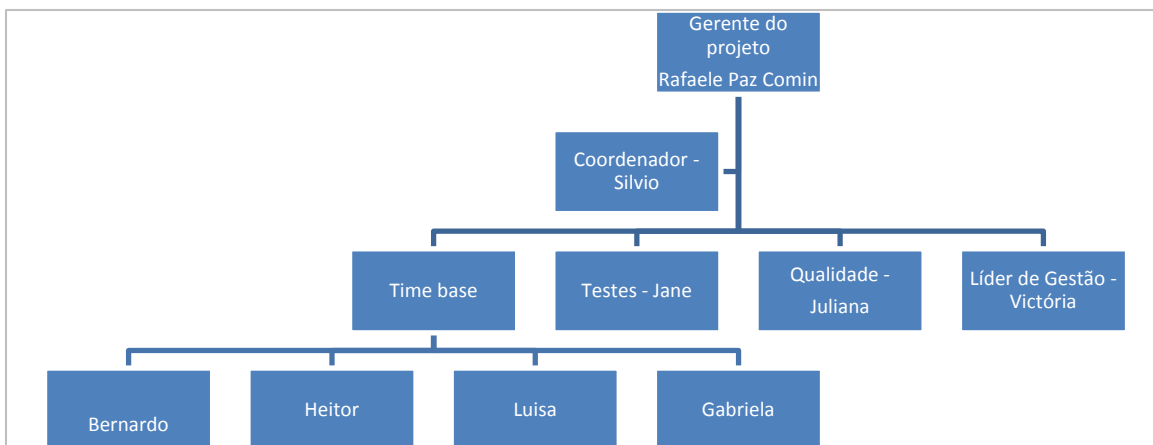 Gerente do
projeto
Rafaele Paz Comin
Coordenador -
Silvio
Time base
Testes - Jane
Qualidade -
Juliana
Líder de Gestão -
Victória
Bernardo
Heitor
Luisa
Gabriela